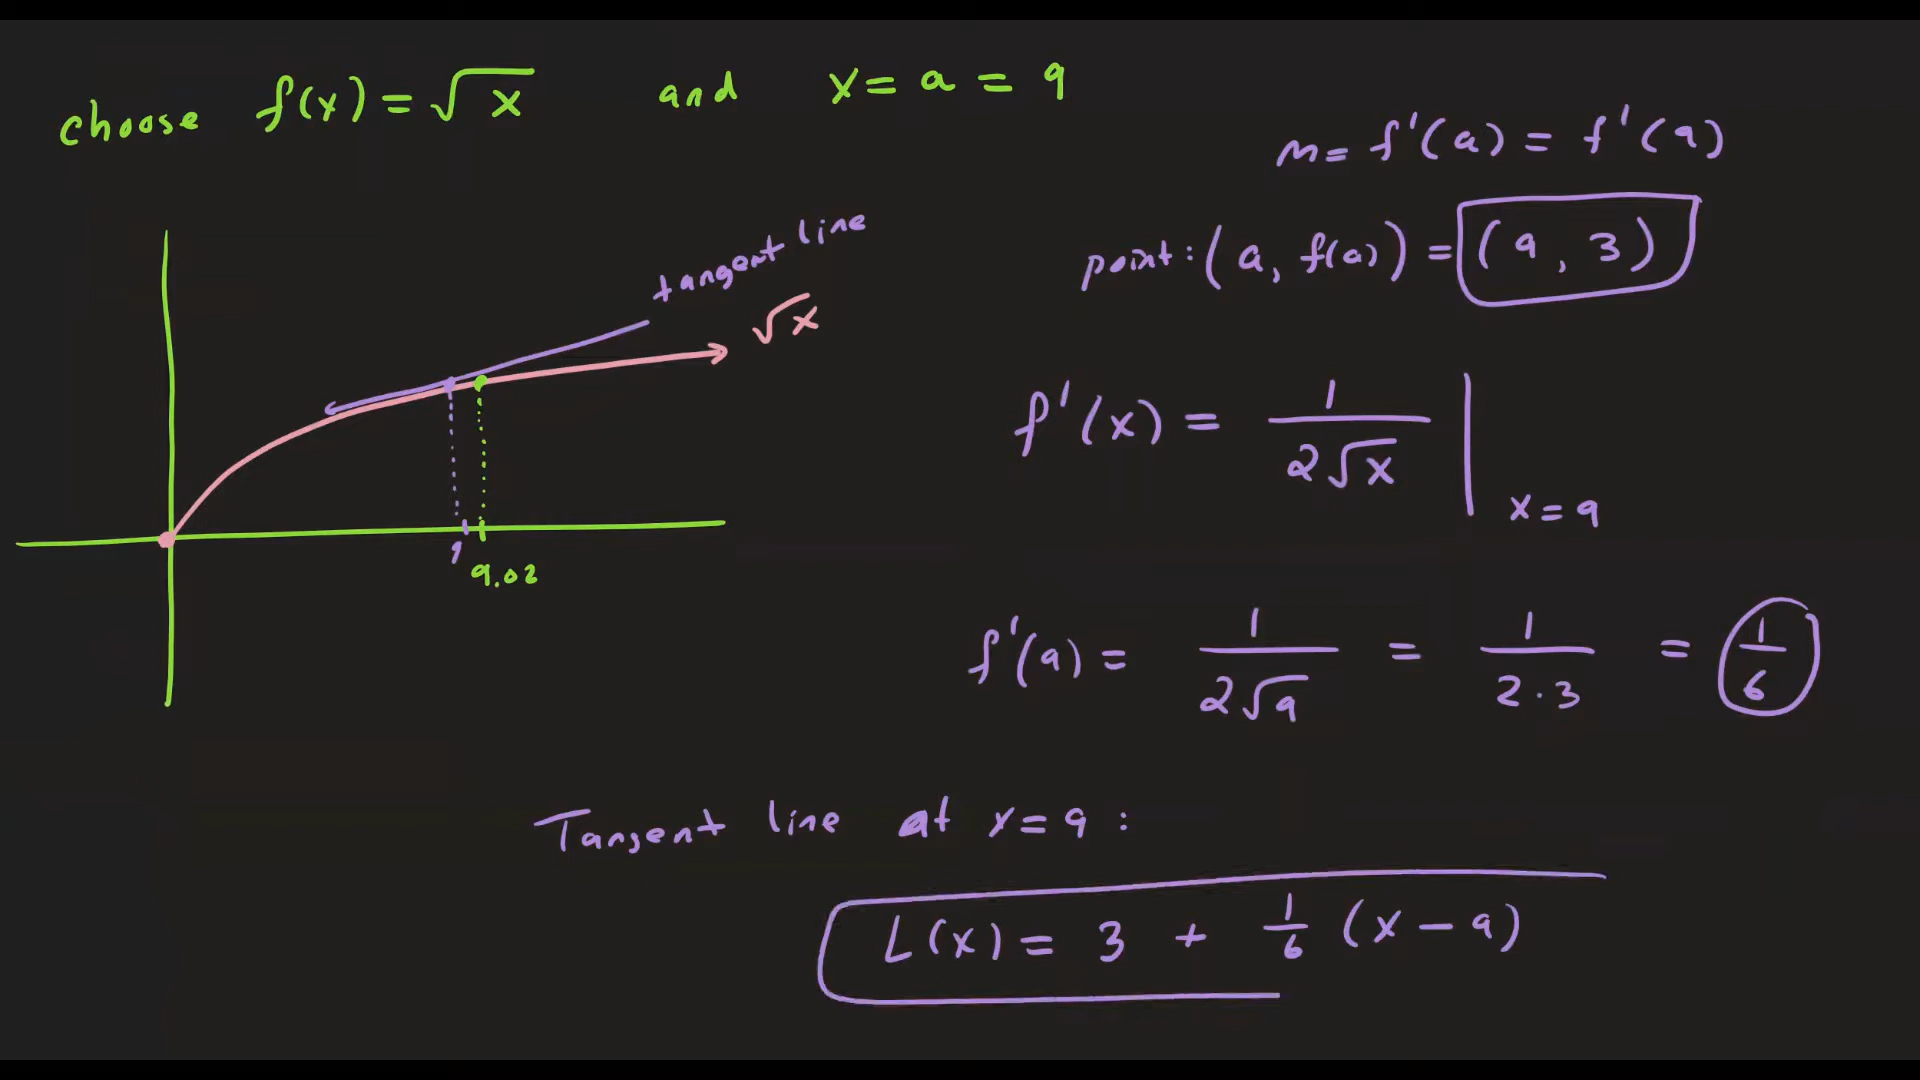 choose f(x) = √x and x = a = 9
m = f'(a) = f'(9)
point: (a, f(a)) = (9, 3)
tangent line
√x
f'(x) = 1/(2√x) | x = 9
9
9.02
f'(9) = 1/(2√9) = 1/(2·3) = 1/6
Tangent line at x = 9 :
L(x) = 3 + 1/6 (x - 9)